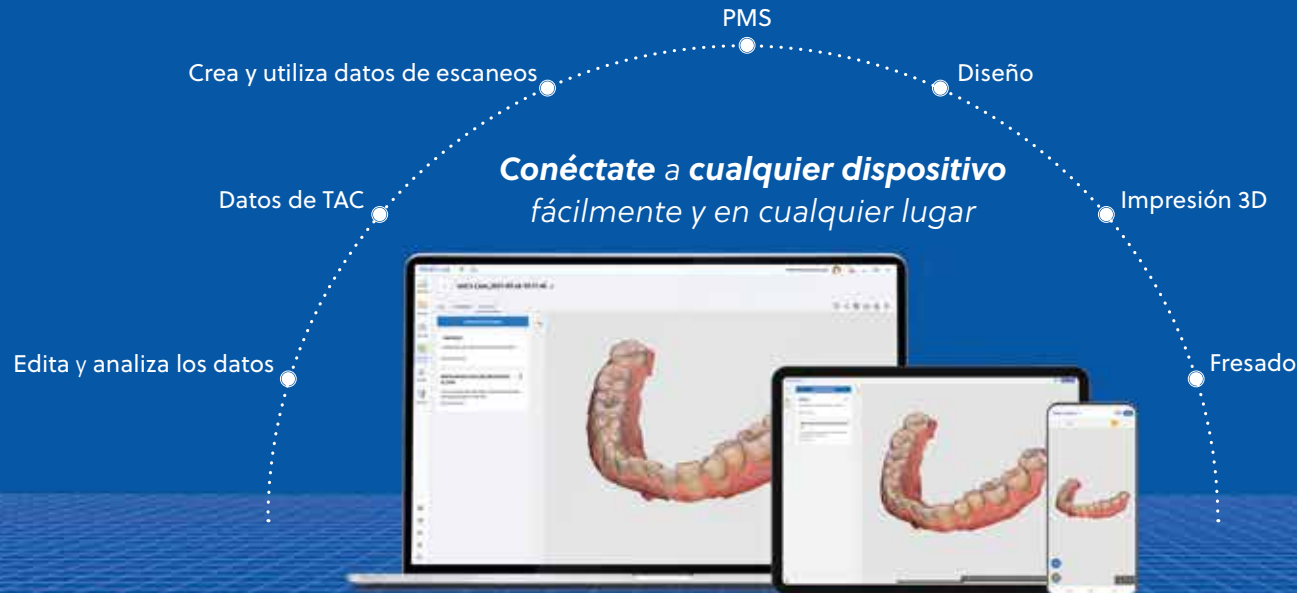 PMS
Crea y utiliza datos de escaneos
Diseño
Conéctate a cualquier dispositivo
fácilmente y en cualquier lugar
Datos de TAC
Impresión 3D
Edita y analiza los datos
Fresado